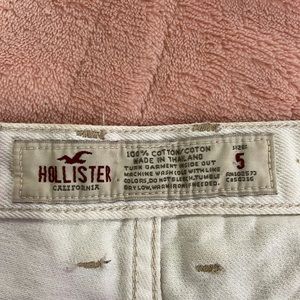 HOLLISTER
CALIFORNIA
100% COTTON/COTON
MADE IN THAILAND
TURN GARMENT INSIDE OUT
MACHINE WASH COLD WITH LIKE
COLORS, DO NOT BLEACH, TUMBLE
DRY LOW, WARM IRON IF NEEDED.
SIZE
5